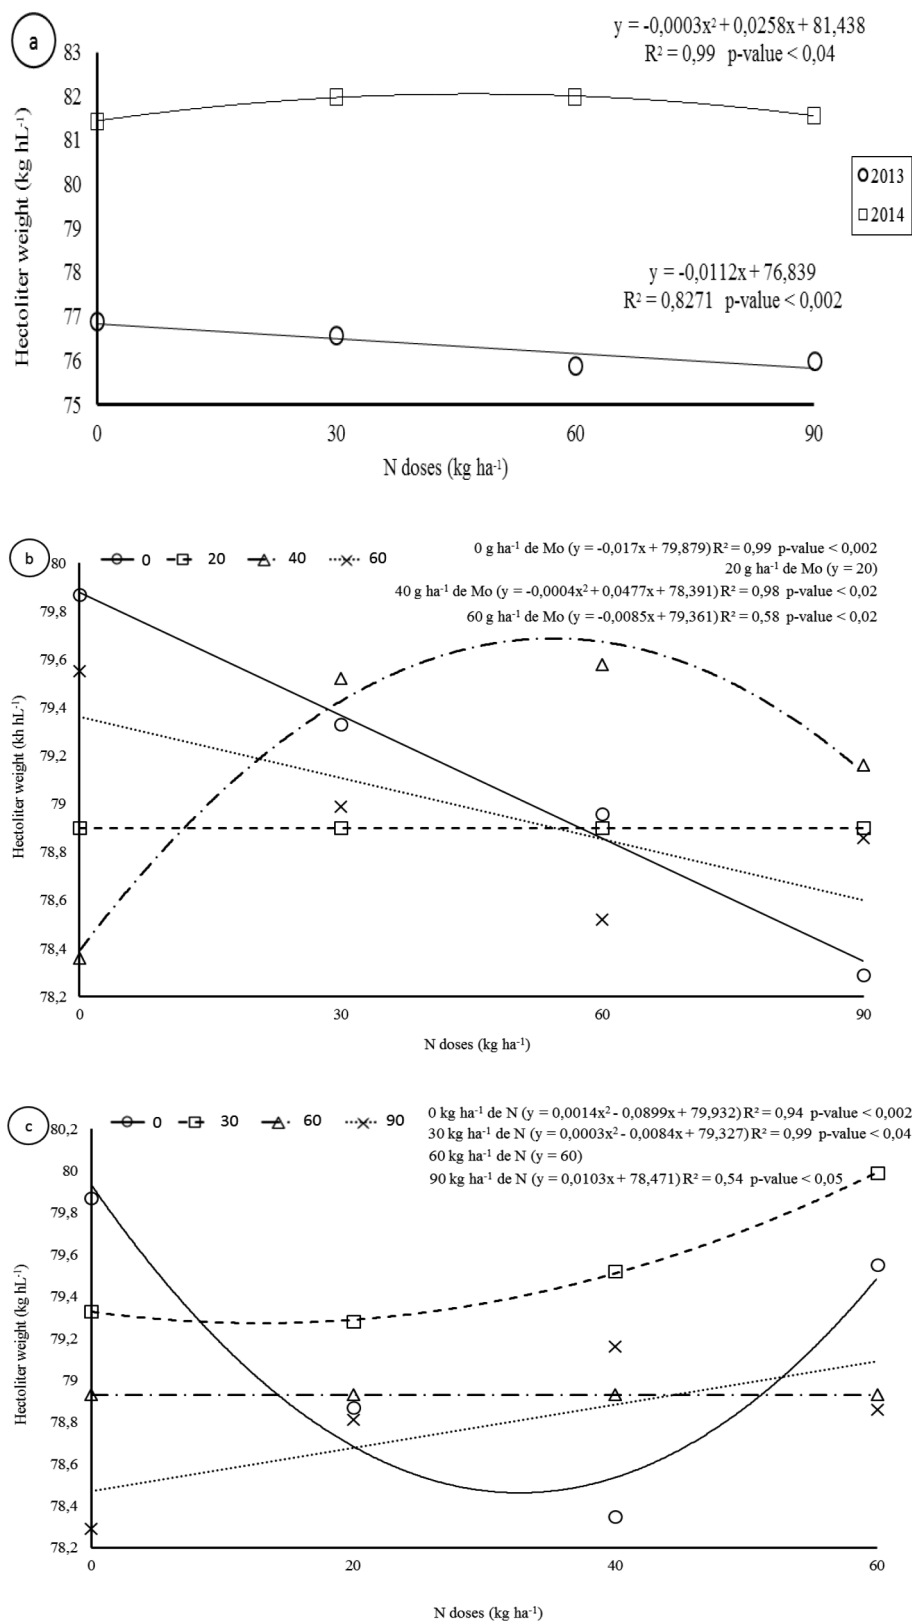 a
y = -0,0003x² + 0,0258x + 81,438
R² = 0,99 p-value < 0,04
83
82
81
80
79
78
77
76
75
Hectoliter weight (kg hL⁻¹)
2013
2014
y = -0,0112x + 76,839
R² = 0,8271 p-value < 0,002
0 30 60 90
N doses (kg ha⁻¹)
b
0 20 40 60
0 g ha⁻¹ de Mo (y = -0,017x + 79,879) R² = 0,99 p-value < 0,002
20 g ha⁻¹ de Mo (y = 20)
40 g ha⁻¹ de Mo (y = -0,0004x² + 0,0477x + 78,391) R² = 0,98 p-value < 0,02
60 g ha⁻¹ de Mo (y = -0,0085x + 79,361) R² = 0,58 p-value < 0,02
80
79,8
79,6
79,4
79,2
79
78,8
78,6
78,4
78,2
Hectoliter weight (kh hL⁻¹)
0 30 60 90
N doses (kg ha⁻¹)
c
0 30 60 90
0 kg ha⁻¹ de N (y = 0,0014x² - 0,0899x + 79,932) R² = 0,94 p-value < 0,002
30 kg ha⁻¹ de N (y = 0,0003x² - 0,0084x + 79,327) R² = 0,99 p-value < 0,04
60 kg ha⁻¹ de N (y = 60)
90 kg ha⁻¹ de N (y = 0,0103x + 78,471) R² = 0,54 p-value < 0,05
80,2
80
79,8
79,6
79,4
79,2
79
78,8
78,6
78,4
78,2
Hectoliter weight (kg hL⁻¹)
0 20 40 60
N doses (kg ha⁻¹)